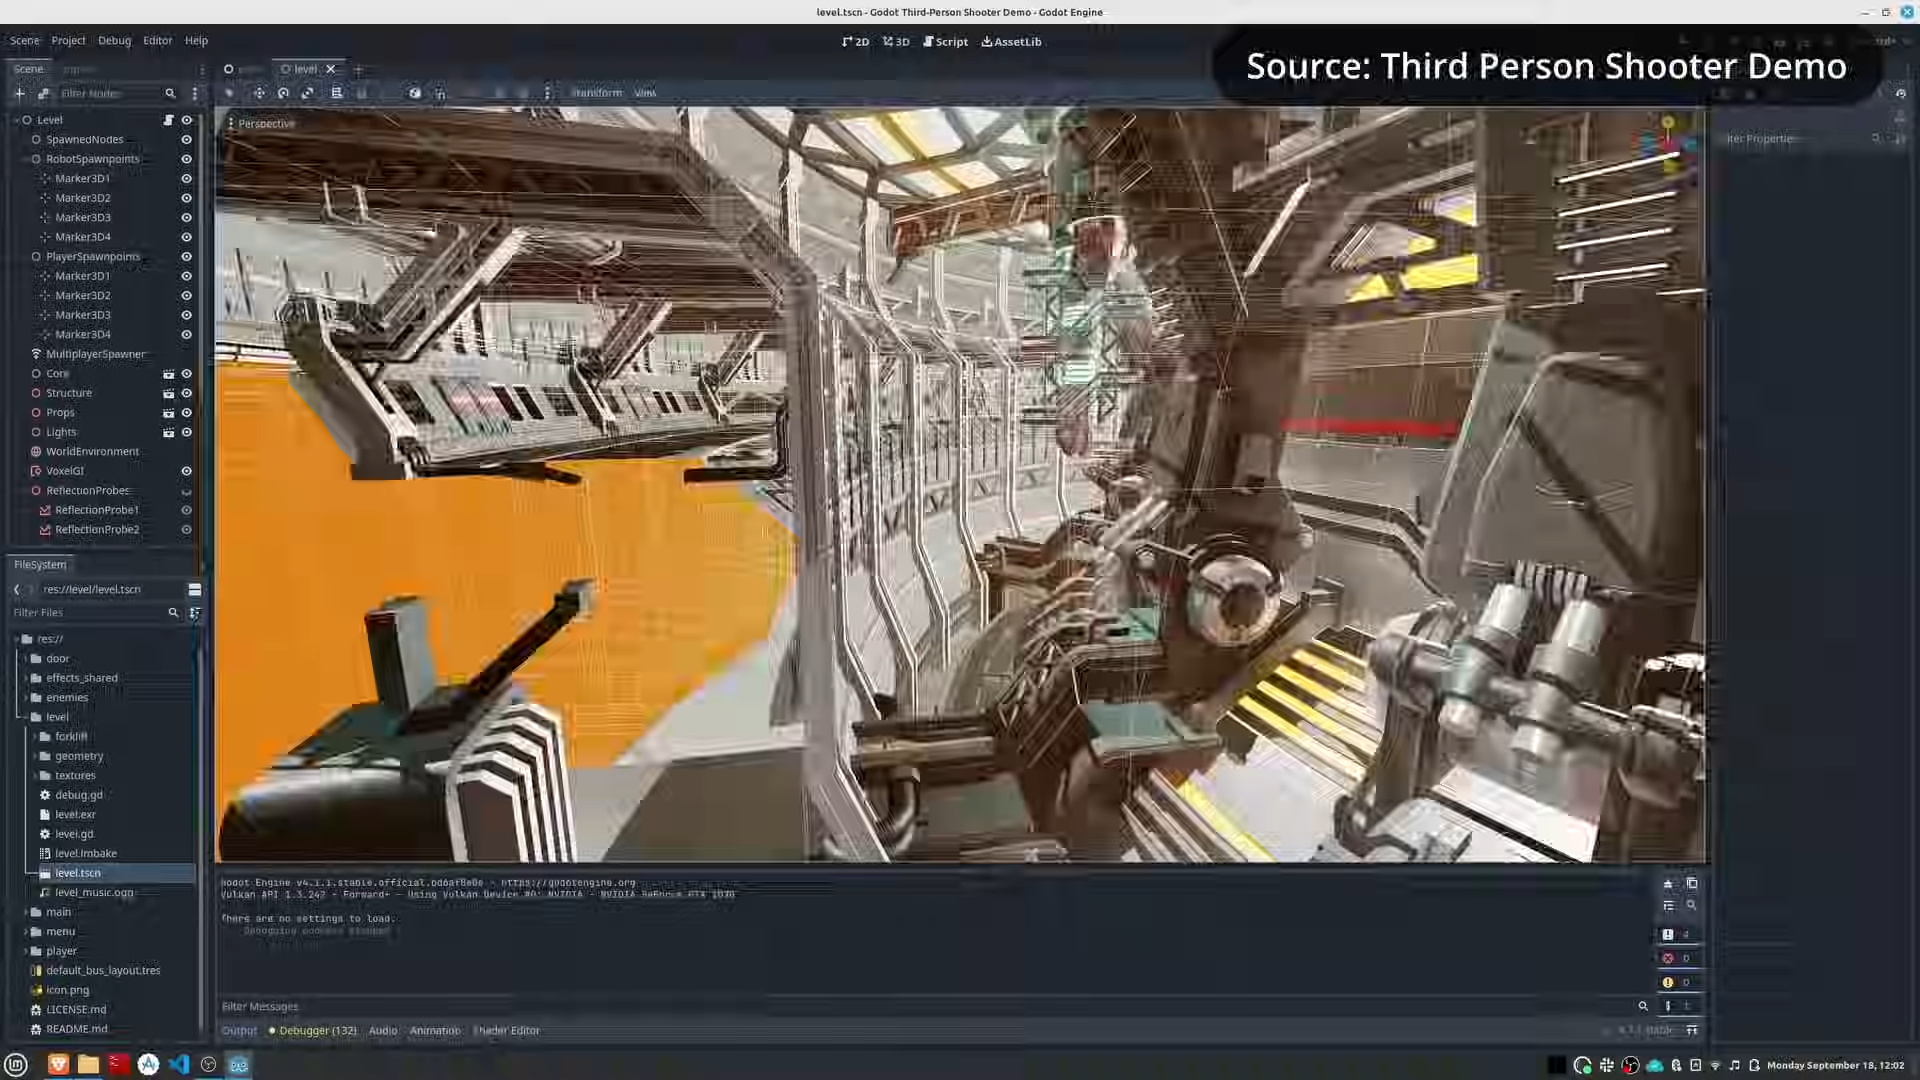 level.tscn - Godot Third-Person Shooter Demo - Godot Engine
Scene Project Debug Editor Help
2D 3D Script AssetLib
Source: Third Person Shooter Demo
Scene
level
Filter Nodes
Transform View
Perspective
Level
SpawnedNodes
RobotSpawnpoints
Marker3D1
Marker3D2
Marker3D3
Marker3D4
PlayerSpawnpoints
Marker3D1
Marker3D2
Marker3D3
Marker3D4
MultiplayerSpawner
Core
Structure
Props
Lights
WorldEnvironment
VoxelGI
ReflectionProbes
ReflectionProbe1
ReflectionProbe2
FileSystem
res://level/level.tscn
Filter Files
res://
door
effects_shared
enemies
level
forklift
geometry
textures
debug.gd
level.exr
level.gd
level.lmbake
level.tscn
level_music.ogg
main
menu
player
default_bus_layout.tres
icon.png
LICENSE.md
README.md
There are no settings to load.
Filter Messages
Output Debugger (132) Audio Animation Shader Editor
Monday September 18, 12:02